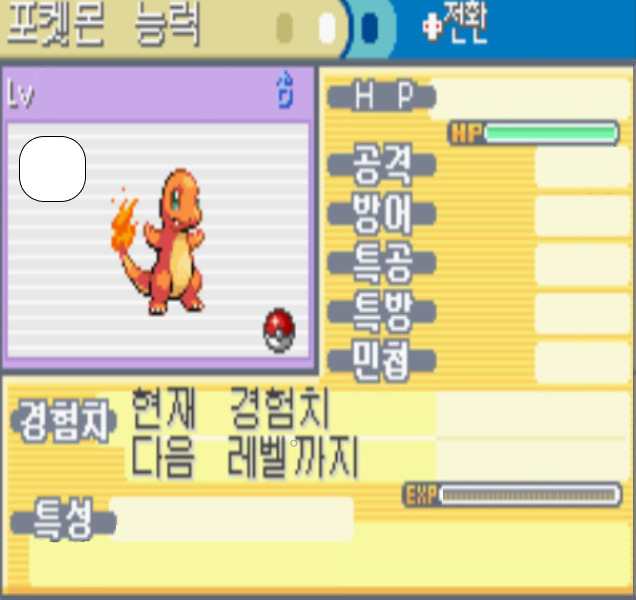 포켓몬 능력
전환
Lv
H P
HP
공격
방어
특공
특방
민첩
경험치
현재 경험치
다음 레벨까지
EXP
특성